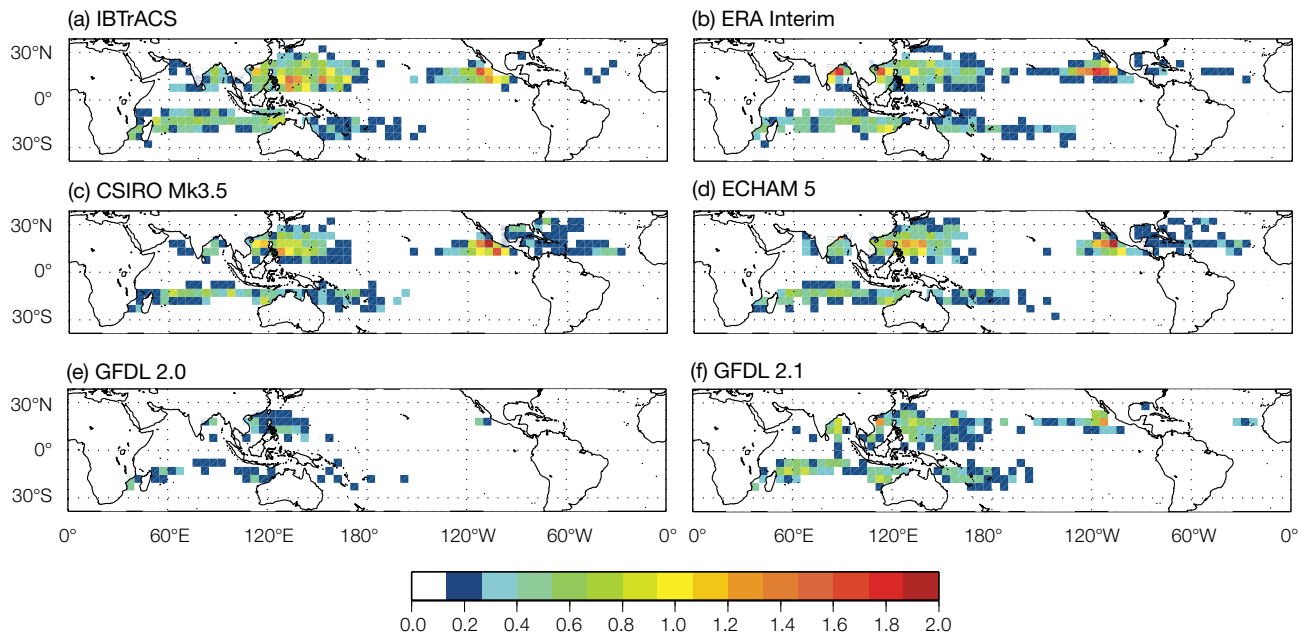 (a) IBTrACS (b) ERA Interim
30°N
0°
30°S
(c) CSIRO Mk3.5 (d) ECHAM 5
30°N
0°
30°S
(e) GFDL 2.0 (f) GFDL 2.1
30°N
0°
30°S
0° 60°E 120°E 180° 120°W 60°W 0° 60°E 120°E 180° 120°W 60°W 0°
0.0 0.2 0.4 0.6 0.8 1.0 1.2 1.4 1.6 1.8 2.0